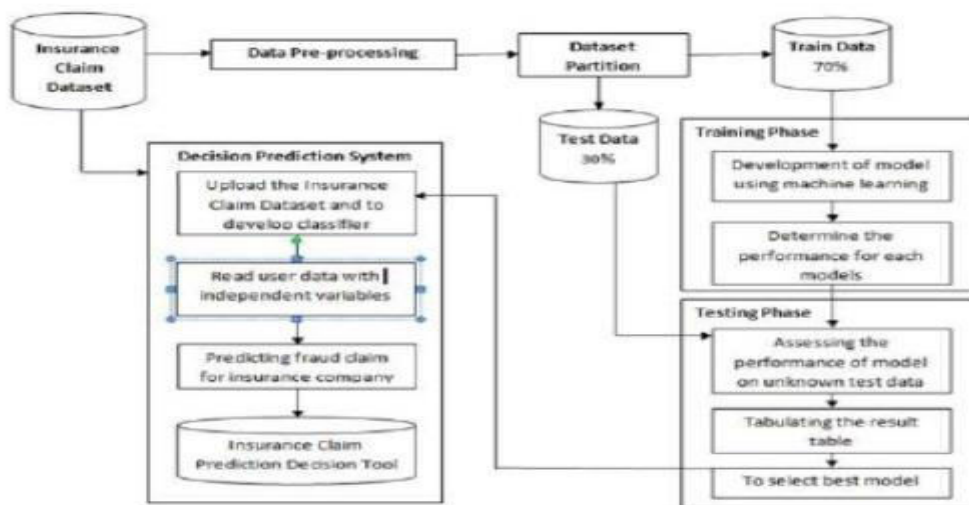 Insurance
Claim
Dataset
Data Pre-processing
Dataset
Partition
Train Data
70%
Test Data
30%
Training Phase
Development of model
using machine learning
Determine the
performance for each
models
Testing Phase
Assessing the
performance of model
on unknown test data
Tabulating the result
table
To select best model
Decision Prediction System
Upload the Insurance
Claim Dataset and to
develop classifier
Read user data with
independent variables
Predicting fraud claim
for insurance company
Insurance Claim
Prediction Decision Tool